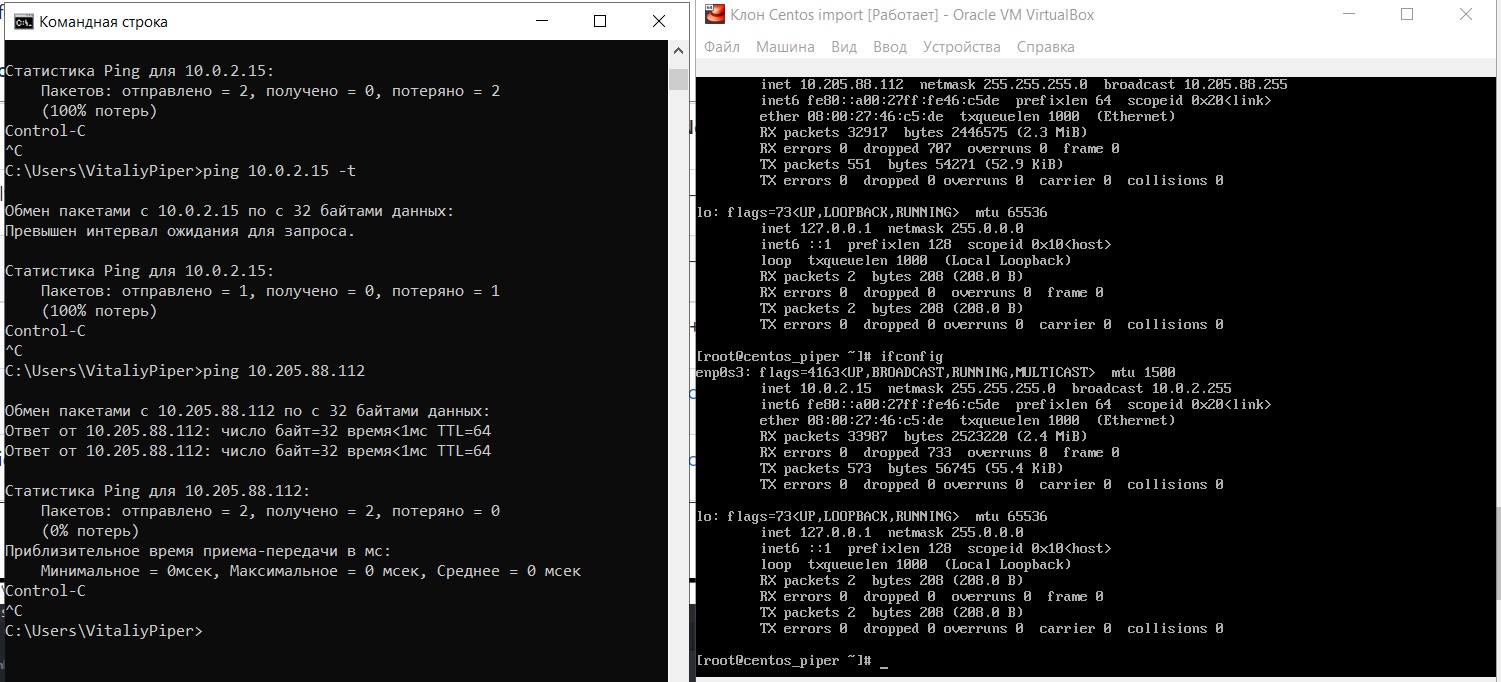 Командная строка
Статистика Ping для 10.0.2.15:
Пакетов: отправлено = 2, получено = 0, потеряно = 2
(100% потерь)
Control-C
^C
C:\Users\VitaliyPiper>ping 10.0.2.15 -t
Обмен пакетами с 10.0.2.15 по с 32 байтами данных:
Превышен интервал ожидания для запроса.
Статистика Ping для 10.0.2.15:
Пакетов: отправлено = 1, получено = 0, потеряно = 1
(100% потерь)
Control-C
^C
C:\Users\VitaliyPiper>ping 10.205.88.112
Обмен пакетами с 10.205.88.112 по с 32 байтами данных:
Ответ от 10.205.88.112: число байт=32 время<1мс TTL=64
Ответ от 10.205.88.112: число байт=32 время<1мс TTL=64
Статистика Ping для 10.205.88.112:
Пакетов: отправлено = 2, получено = 2, потеряно = 0
(0% потерь)
Приблизительное время приема-передачи в мс:
Минимальное = 0мсек, Максимальное = 0 мсек, Среднее = 0 мсек
Control-C
^C
C:\Users\VitaliyPiper>
Клон Centos import [Работает] - Oracle VM VirtualBox
Файл Машина Вид Ввод Устройства Справка
inet 10.205.88.112 netmask 255.255.255.0 broadcast 10.205.88.255
inet6 fe80::a00:27ff:fe46:c5de prefixlen 64 scopeid 0x20<link>
ether 08:00:27:46:c5:de txqueuelen 1000 (Ethernet)
RX packets 32917 bytes 2446575 (2.3 MiB)
RX errors 0 dropped 707 overruns 0 frame 0
TX packets 551 bytes 54271 (52.9 KiB)
TX errors 0 dropped 0 overruns 0 carrier 0 collisions 0
lo: flags=73<UP,LOOPBACK,RUNNING> mtu 65536
inet 127.0.0.1 netmask 255.0.0.0
inet6 ::1 prefixlen 128 scopeid 0x10<host>
loop txqueuelen 1000 (Local Loopback)
RX packets 2 bytes 208 (208.0 B)
RX errors 0 dropped 0 overruns 0 frame 0
TX packets 2 bytes 208 (208.0 B)
TX errors 0 dropped 0 overruns 0 carrier 0 collisions 0
[root@centos_piper ~]# ifconfig
enp0s3: flags=4163<UP,BROADCAST,RUNNING,MULTICAST> mtu 1500
inet 10.0.2.15 netmask 255.255.255.0 broadcast 10.0.2.255
inet6 fe80::a00:27ff:fe46:c5de prefixlen 64 scopeid 0x20<link>
ether 08:00:27:46:c5:de txqueuelen 1000 (Ethernet)
RX packets 33987 bytes 2523220 (2.4 MiB)
RX errors 0 dropped 733 overruns 0 frame 0
TX packets 573 bytes 56745 (55.4 KiB)
TX errors 0 dropped 0 overruns 0 carrier 0 collisions 0
lo: flags=73<UP,LOOPBACK,RUNNING> mtu 65536
inet 127.0.0.1 netmask 255.0.0.0
inet6 ::1 prefixlen 128 scopeid 0x10<host>
loop txqueuelen 1000 (Local Loopback)
RX packets 2 bytes 208 (208.0 B)
RX errors 0 dropped 0 overruns 0 frame 0
TX packets 2 bytes 208 (208.0 B)
TX errors 0 dropped 0 overruns 0 carrier 0 collisions 0
[root@centos_piper ~]# _